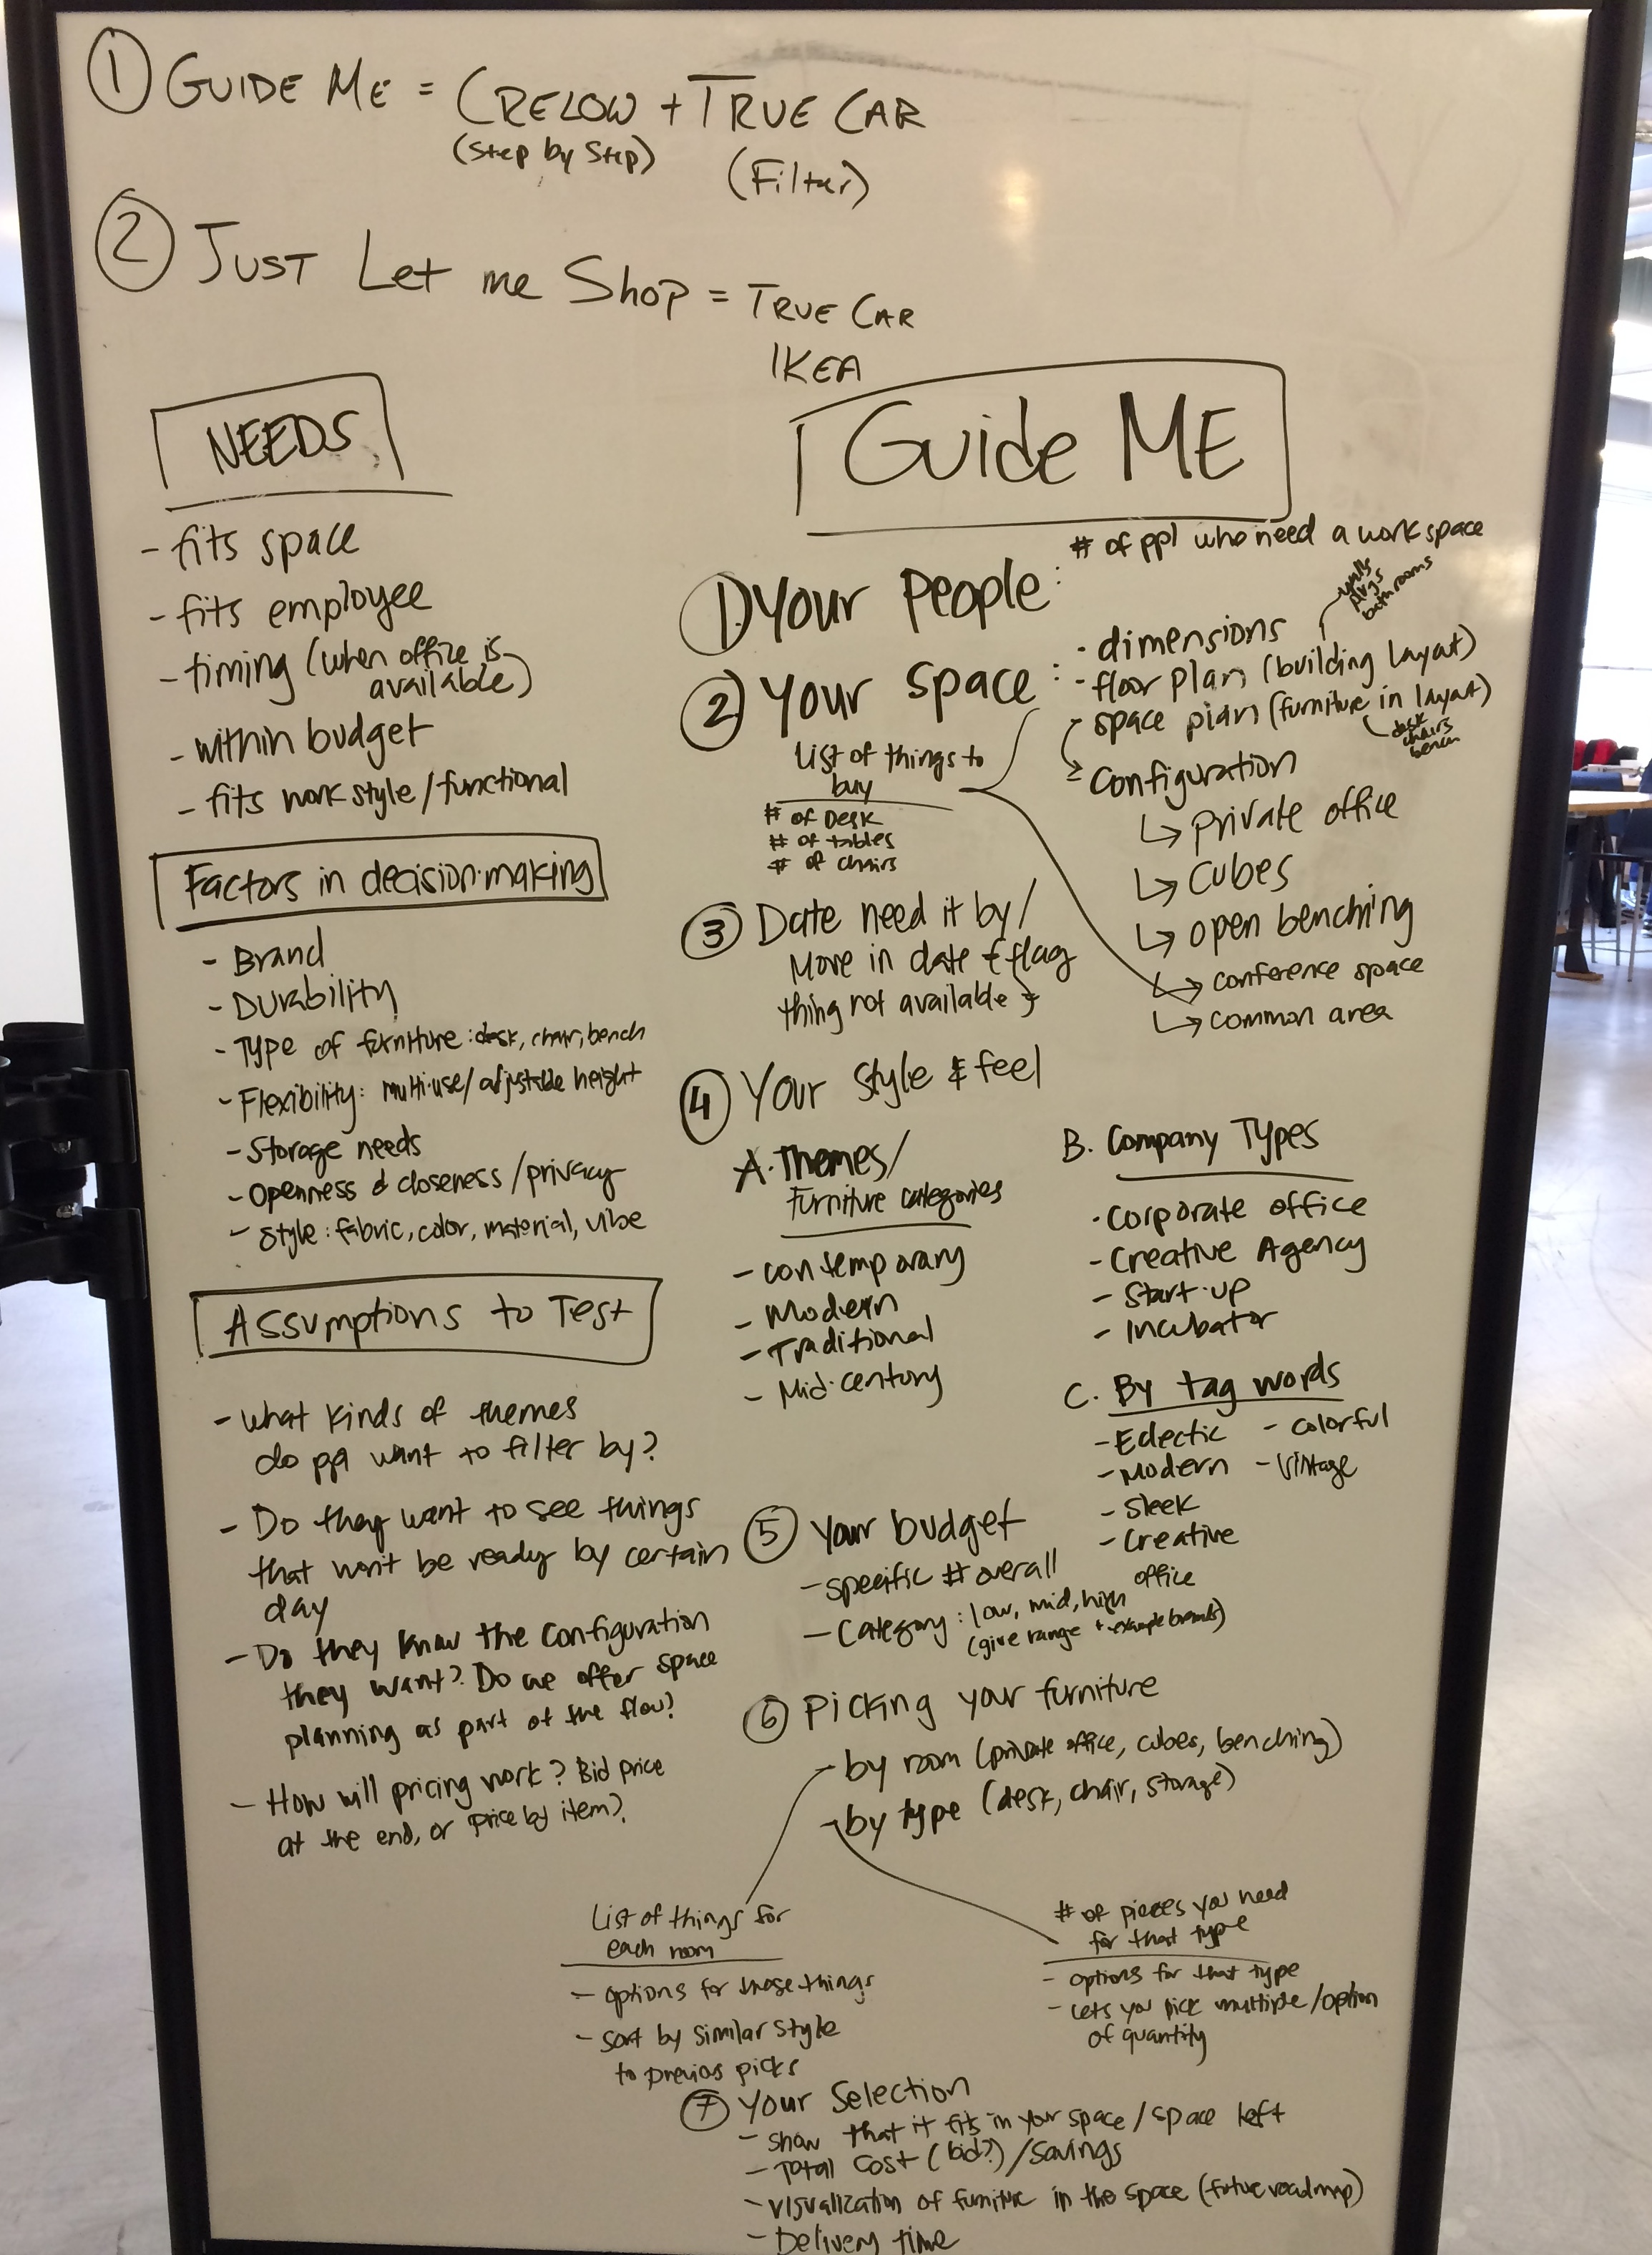 ① GUIDE ME = CRELOW + TRUE CAR
(Step by Step) (Filter)
② JUST Let me Shop = TRUE CAR
IKEA
NEEDS
- fits space
- fits employee
- timing (when office is
available)
- within budget
- fits work style/functional
Factors in decision-making
- Brand
- Durability
- Type of furniture: desk, chair, bench
- Flexibility: multi-use/adjustable height
- Storage needs
- Openness & closeness/privacy
- Style: fabric, color, material, vibe
Assumptions to Test
- what kinds of themes
do ppl want to filter by?
- Do they want to see things
that won't be ready by certain
day
- Do they know the configuration
they want? Do we offer space
planning as part of the flow?
- How will pricing work? Bid price
at the end, or price by item?
Guide ME
① Your People: # of ppl who need a workspace
② Your space:
- dimensions
- floor plan (building layout)
walls
plugs
bathrooms
space plan (furniture in layout)
desk
chairs
bench
Configuration
↳ private office
↳ cubes
↳ open benching
↳ conference space
↳ common area
List of things to
buy
# of Desk
# of tables
# of chairs
③ Date need it by/
Move in date & flag
thing not available
④ Your Style & feel
A. Themes/
Furniture categories
- contemporary
- Modern
- Traditional
- Mid-century
B. Company Types
- Corporate office
- Creative Agency
- Start-up
- Incubator
C. By tag words
- Eclectic - colorful
- Modern - Vintage
- Sleek
- Creative
office
⑤ Your budget
- specific # overall
- Category: low, mid, high
(give range + example brands)
⑥ Picking your furniture
- by room (private office, cubes, benching)
- by type (desk, chair, storage)
List of things for
each room
- options for those things
- sort by similar style
to previous picks
# of pieces you need
for that type
- options for that type
- Lets you pick multiple/option
of quantity
⑦ Your Selection
- show that it fits in your space/space left
- Total cost (bid?)/savings
- visualization of furniture in the space (future roadmap)
- Delivery time